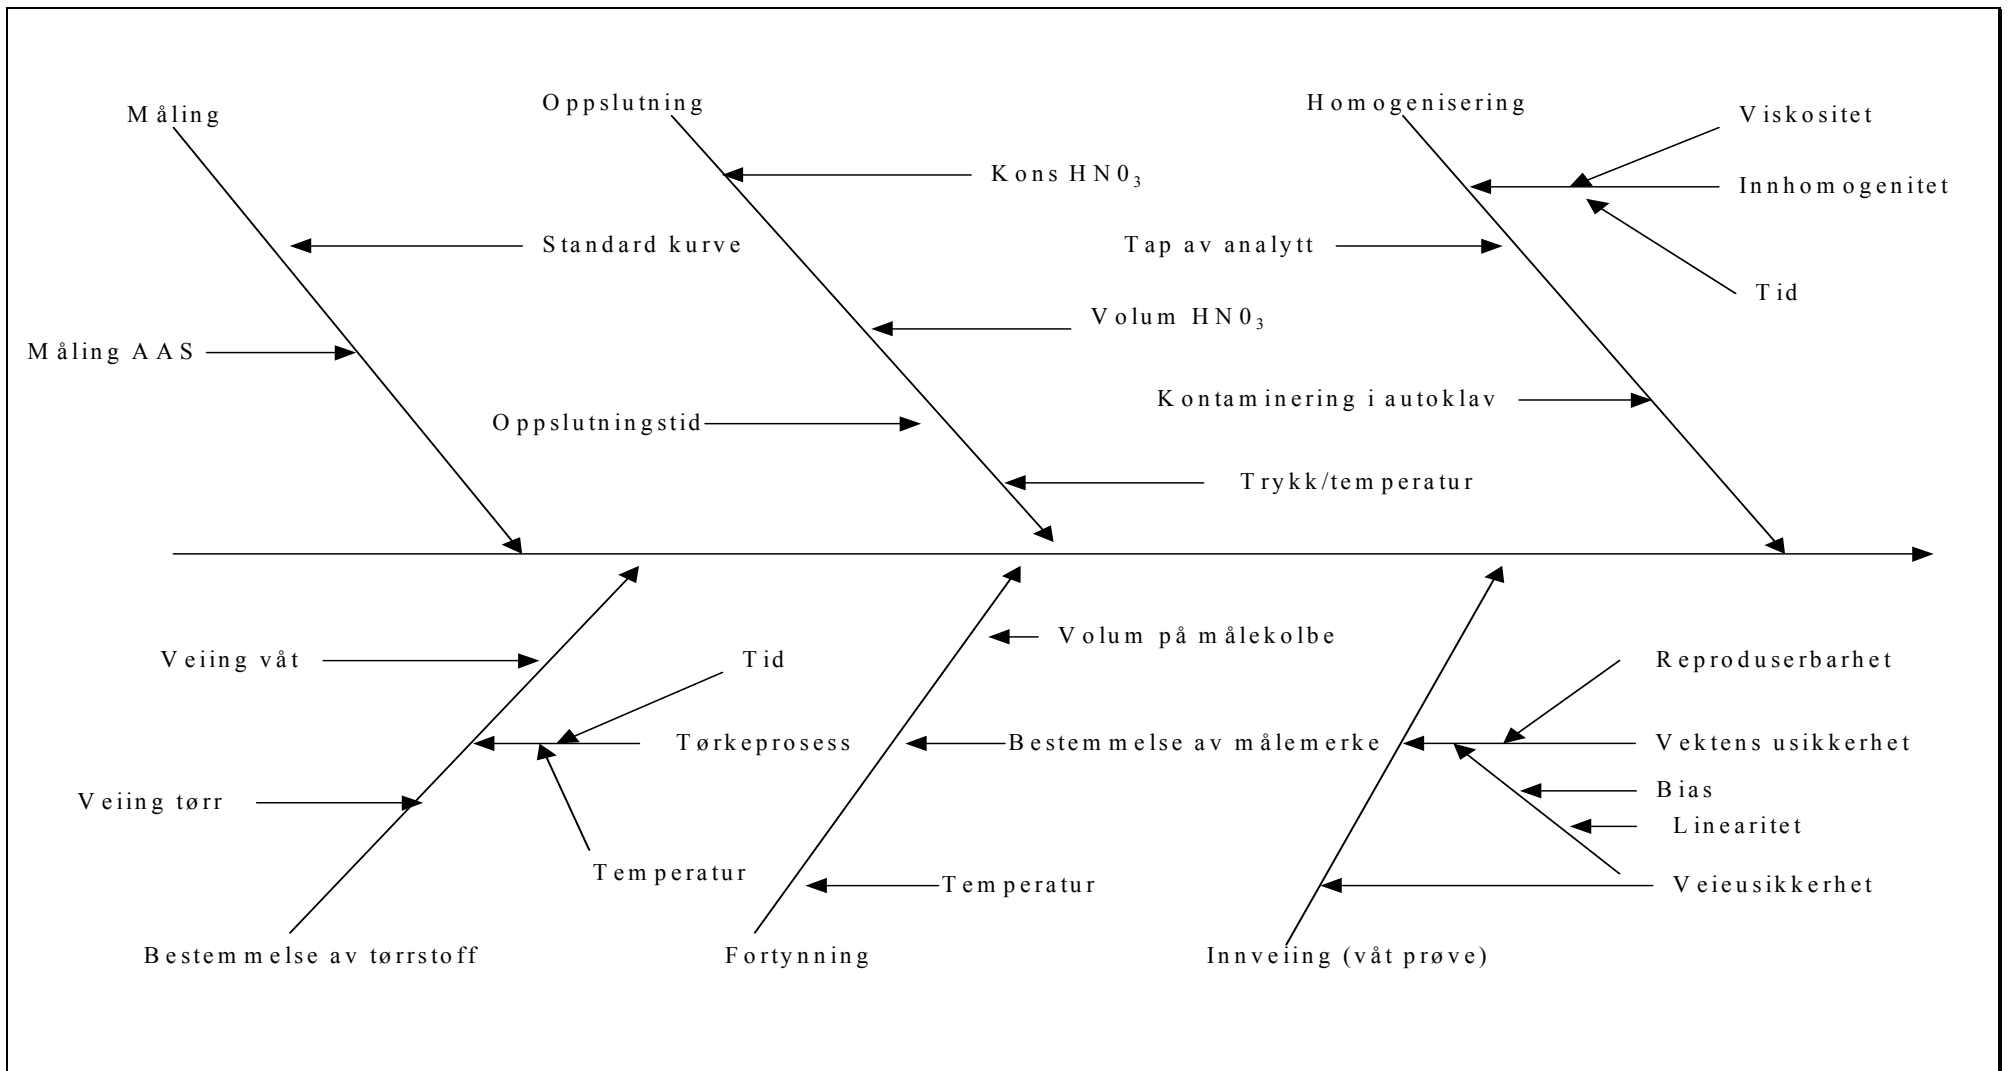 Måling
Oppslutning
Homogenisering
Viskositet
Kons HN0₃
Innhomogenitet
Standard kurve
Tap av analytt
Tid
Volum HN0₃
Måling AAS
Kontaminering i autoklav
Oppslutningstid
Trykk/temperatur
Volum på målekolbe
Veiing våt
Tid
Reproduserbarhet
Tørkeprosess
Bestemmelse av målemerke
Vektens usikkerhet
Bias
Veiing tørr
Linearitet
Temperatur
Temperatur
Veieusikkerhet
Bestemmelse av tørrstoff
Fortynning
Innveiing (våt prøve)